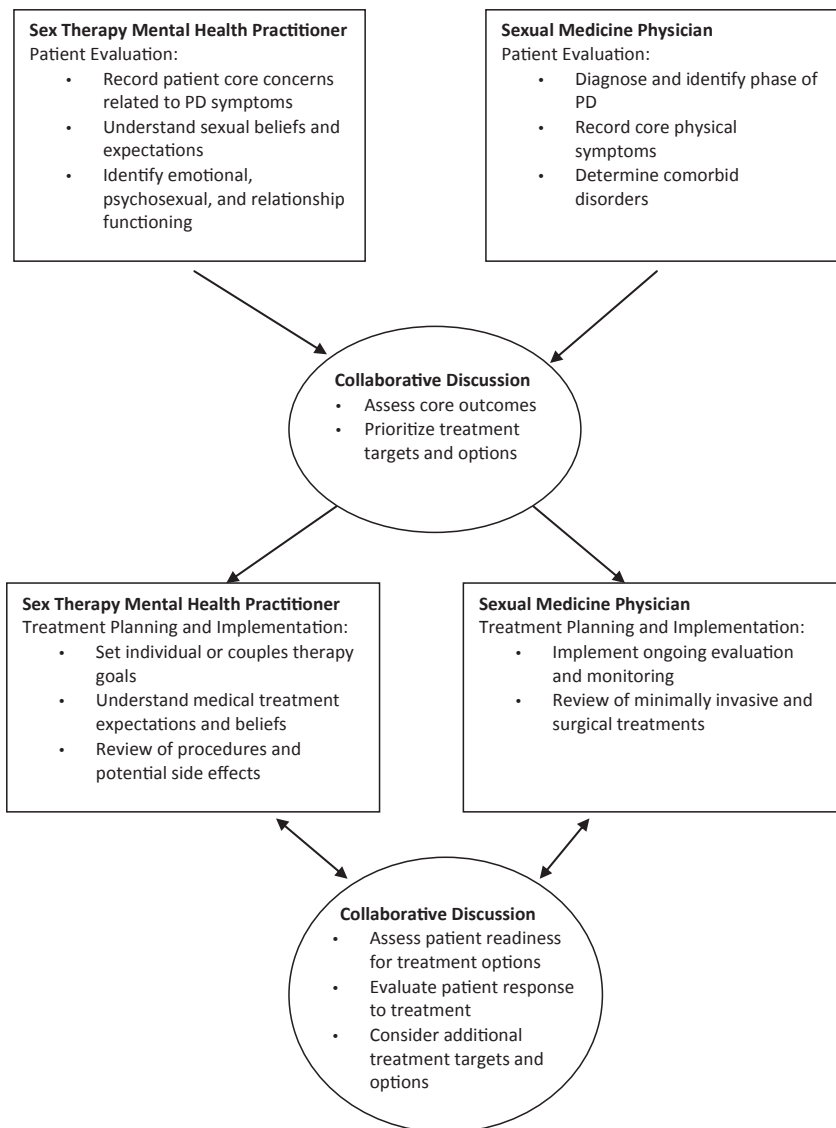 Sex Therapy Mental Health Practitioner
Patient Evaluation:
• Record patient core concerns
related to PD symptoms
• Understand sexual beliefs and
expectations
• Identify emotional,
psychosexual, and relationship
functioning
Sexual Medicine Physician
Patient Evaluation:
• Diagnose and identify phase of
PD
• Record core physical
symptoms
• Determine comorbid
disorders
Collaborative Discussion
• Assess core outcomes
• Prioritize treatment
targets and options
Sex Therapy Mental Health Practitioner
Treatment Planning and Implementation:
• Set individual or couples therapy
goals
• Understand medical treatment
expectations and beliefs
• Review of procedures and
potential side effects
Sexual Medicine Physician
Treatment Planning and Implementation:
• Implement ongoing evaluation
and monitoring
• Review of minimally invasive and
surgical treatments
Collaborative Discussion
• Assess patient readiness
for treatment options
• Evaluate patient response
to treatment
• Consider additional
treatment targets and
options